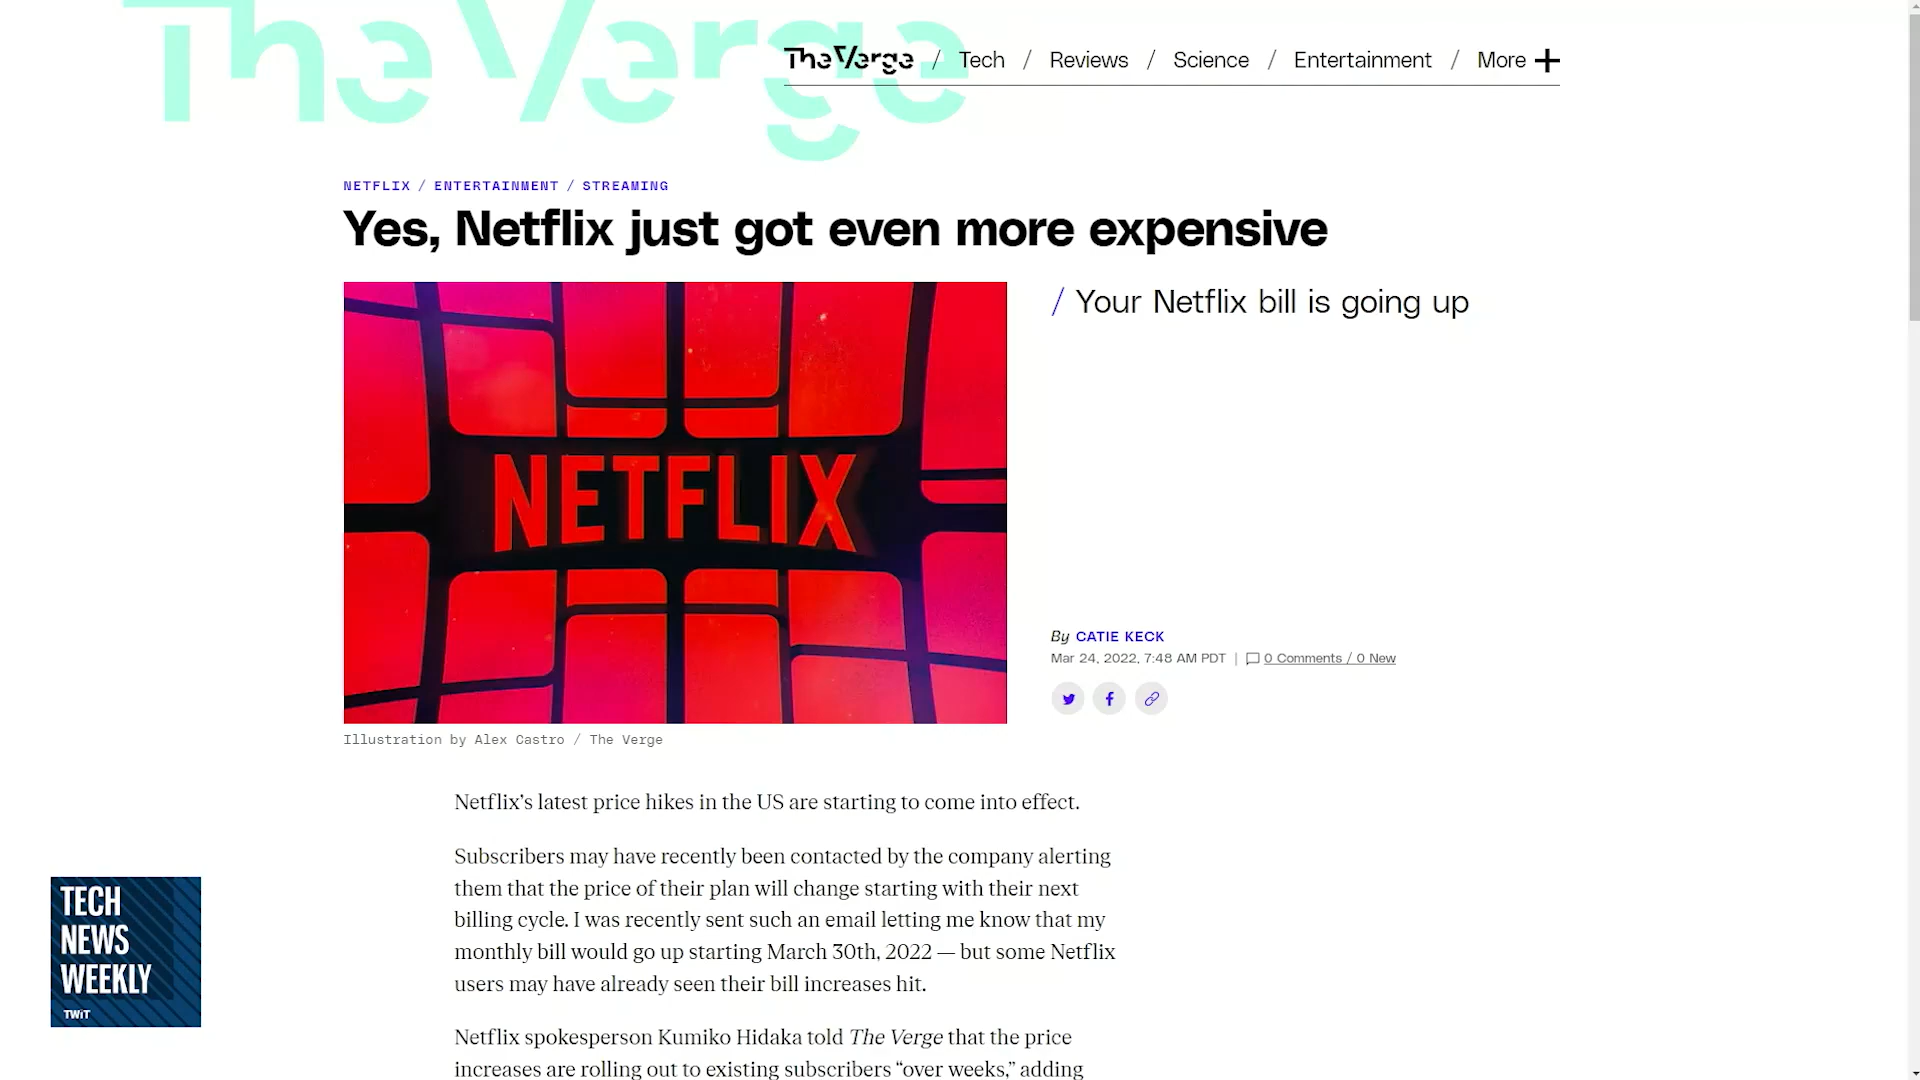 The Verge
The Verge / Tech / Reviews / Science / Entertainment / More +
NETFLIX / ENTERTAINMENT / STREAMING
Yes, Netflix just got even more expensive
NETFLIX
/ Your Netflix bill is going up
By CATIE KECK
Mar 24, 2022, 7:48 AM PDT | 0 Comments / 0 New
Illustration by Alex Castro / The Verge
Netflix’s latest price hikes in the US are starting to come into effect.
Subscribers may have recently been contacted by the company alerting
them that the price of their plan will change starting with their next
billing cycle. I was recently sent such an email letting me know that my
monthly bill would go up starting March 30th, 2022 — but some Netflix
users may have already seen their bill increases hit.
Netflix spokesperson Kumiko Hidaka told The Verge that the price
increases are rolling out to existing subscribers “over weeks,” adding
TECH
NEWS
WEEKLY
TWiT